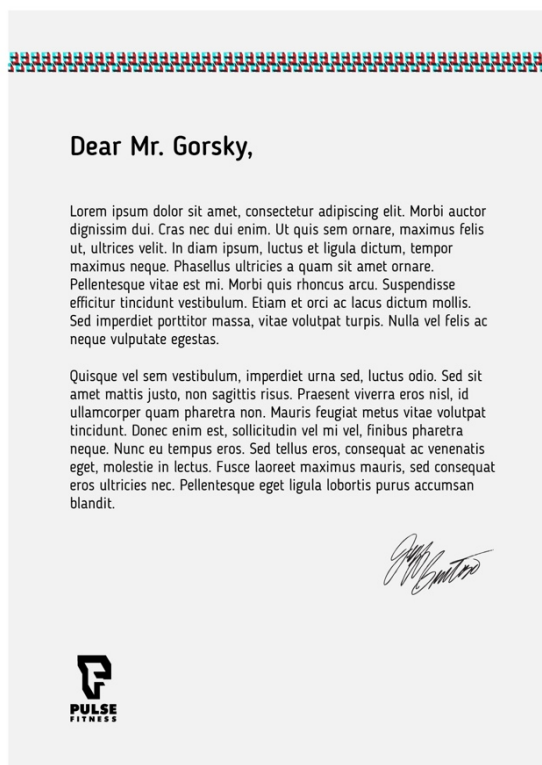 Dear Mr. Gorsky,
Lorem ipsum dolor sit amet, consectetur adipiscing elit. Morbi auctor
dignissim dui. Cras nec dui enim. Ut quis sem ornare, maximus felis
ut, ultrices velit. In diam ipsum, luctus et ligula dictum, tempor
maximus neque. Phasellus ultricies a quam sit amet ornare.
Pellentesque vitae est mi. Morbi quis rhoncus arcu. Suspendisse
efficitur tincidunt vestibulum. Etiam et orci ac lacus dictum mollis.
Sed imperdiet porttitor massa, vitae volutpat turpis. Nulla vel felis ac
neque vulputate egestas.
Quisque vel sem vestibulum, imperdiet urna sed, luctus odio. Sed sit
amet mattis justo, non sagittis risus. Praesent viverra eros nisl, id
ullamcorper quam pharetra non. Mauris feugiat metus vitae volutpat
tincidunt. Donec enim est, sollicitudin vel mi vel, finibus pharetra
neque. Nunc eu tempus eros. Sed tellus eros, consequat ac venenatis
eget, molestie in lectus. Fusce laoreet maximus mauris, sed consequat
eros ultricies nec. Pellentesque eget ligula lobortis purus accumsan
blandit.
PULSE
FITNESS